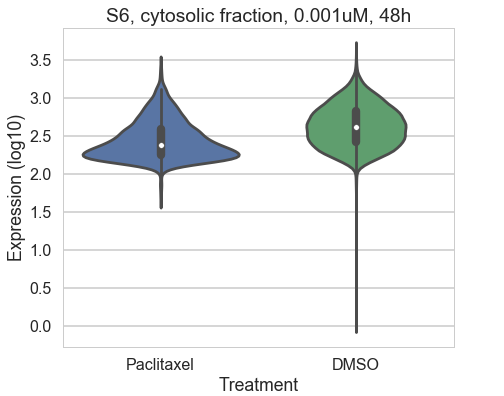 S6, cytosolic fraction, 0.001uM, 48h
Expression (log10)
3.5
3.0
2.5
2.0
1.5
1.0
0.5
0.0
Paclitaxel DMSO
Treatment